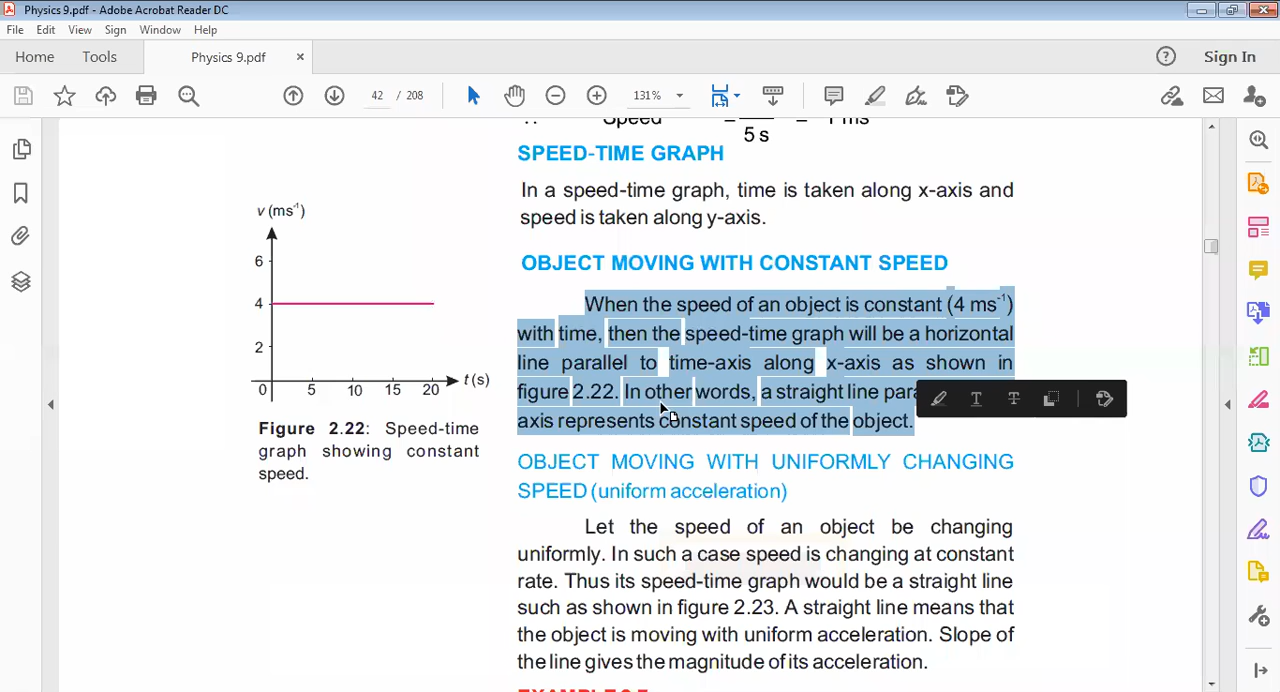 Physics 9.pdf - Adobe Acrobat Reader DC
File Edit View Sign Window Help
Home Tools Physics 9.pdf × Sign In
42 / 208 131%
Speed = = 1 ms
5 s
SPEED-TIME GRAPH
In a speed-time graph, time is taken along x-axis and
speed is taken along y-axis.
OBJECT MOVING WITH CONSTANT SPEED
When the speed of an object is constant (4 ms-1)
with time, then the speed-time graph will be a horizontal
line parallel to time-axis along x-axis as shown in
figure 2.22. In other words, a straight line
axis represents constant speed of the object.
v (ms-1)
6
4
2
0 5 10 15 20 t (s)
Figure 2.22: Speed-time
graph showing constant
speed.
OBJECT MOVING WITH UNIFORMLY CHANGING
SPEED (uniform acceleration)
Let the speed of an object be changing
uniformly. In such a case speed is changing at constant
rate. Thus its speed-time graph would be a straight line
such as shown in figure 2.23. A straight line means that
the object is moving with uniform acceleration. Slope of
the line gives the magnitude of its acceleration.